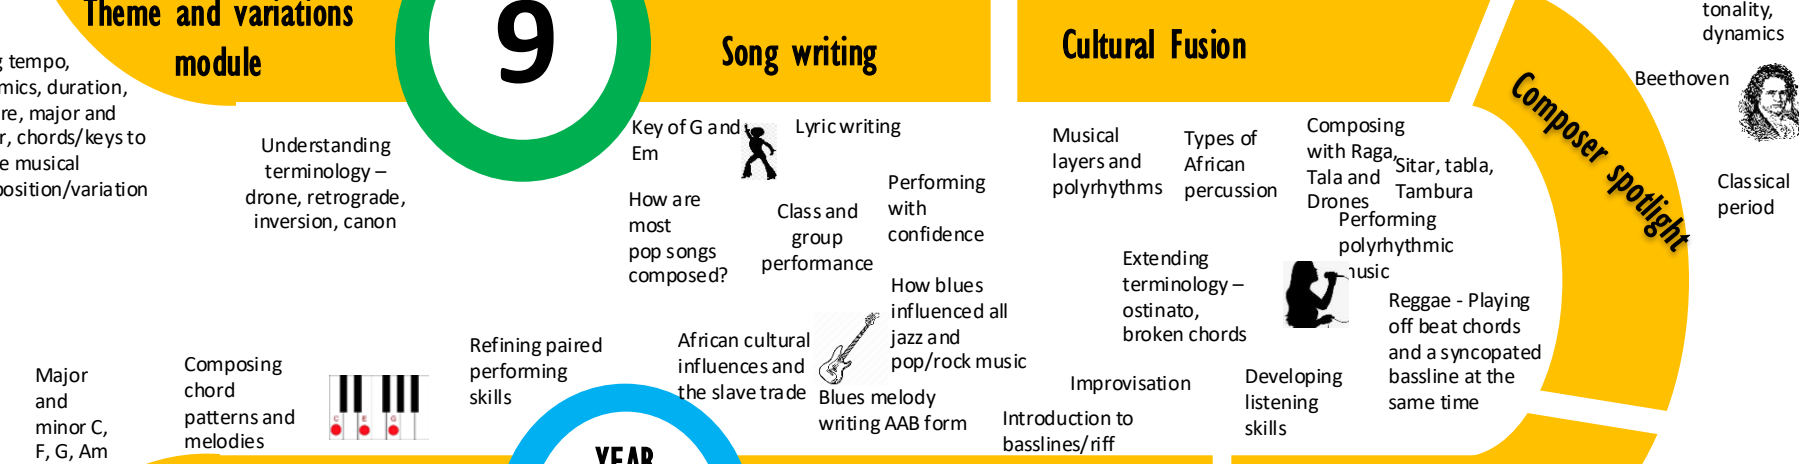 Theme and variations
module
9
Song writing
Cultural Fusion
Composer spotlight
tonality,
dynamics
Beethoven
Classical
period
tempo,
duration,
major and
chords/keys to
musical
Understanding
terminology –
drone, retrograde,
inversion, canon
Key of G and
Em
Lyric writing
How are
most
pop songs
composed?
Class and
group
performance
Performing
with
confidence
Musical
layers and
polyrhythms
Types of
African
percussion
Composing
with Raga,
Tala and
Drones
Sitar, tabla,
Tambura
Performing
polyrhythmic
music
Extending
terminology –
ostinato,
broken chords
Reggae - Playing
off beat chords
and a syncopated
bassline at the
same time
How blues
influenced all
jazz and
pop/rock music
African cultural
influences and
the slave trade
Blues melody
writing AAB form
Refining paired
performing
skills
Composing
chord
patterns and
melodies
Major
and
minor C,
F, G, Am
C E G
Improvisation
Introduction to
basslines/riff
Developing
listening
skills
YEAR